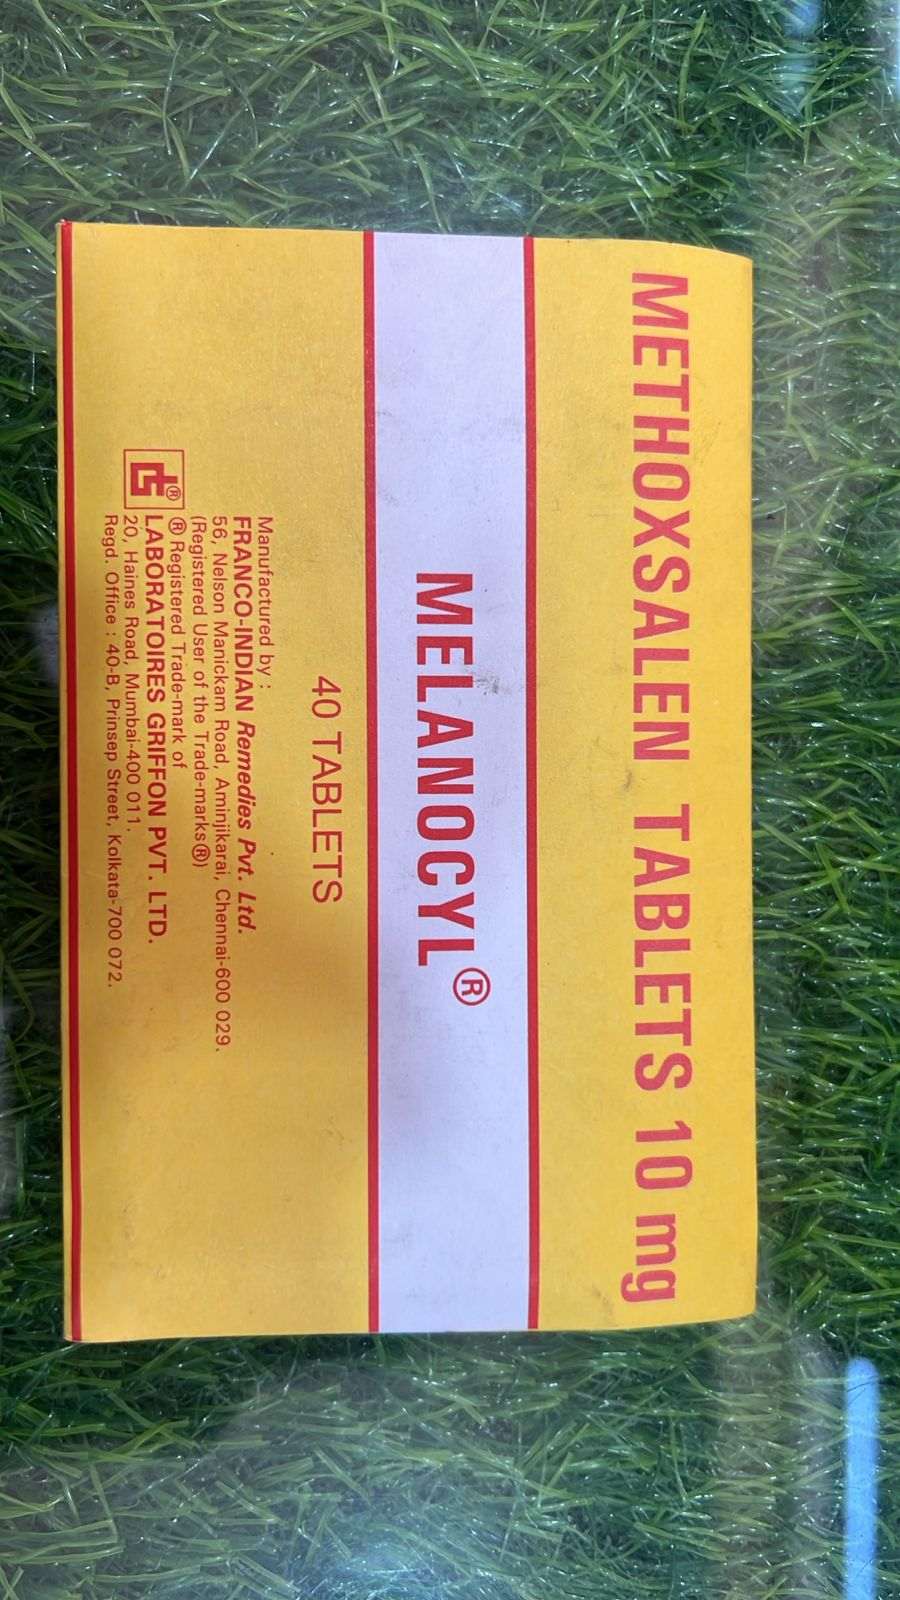 METHOXSALEN TABLETS 10 mg
MELANOCYL®
40 TABLETS
Manufactured by :
FRANCO-INDIAN Remedies Pvt. Ltd.
56, Nelson Manickam Road, Aminjikarai, Chennai-600 029.
(Registered User of the Trade-marks®)
® Registered Trade-mark of
LABORATOIRES GRIFFON PVT. LTD.
20, Haines Road, Mumbai-400 011.
Regd. Office : 40-B, Prinsep Street, Kolkata-700 072.